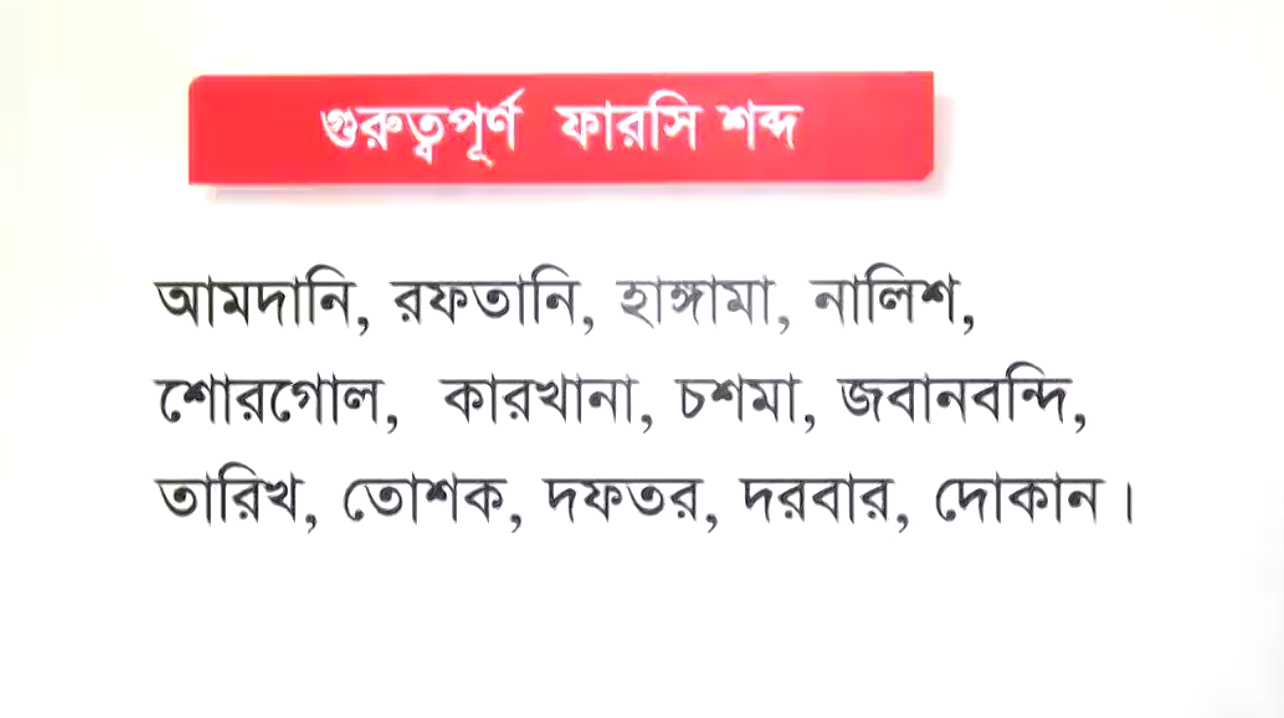 গুরুত্বপূর্ণ ফারসি শব্দ
আমদানি, রফতানি, হাঙ্গামা, নালিশ,
শোরগোল, কারখানা, চশমা, জবানবন্দি,
তারিখ, তোশক, দফতর, দরবার, দোকান।